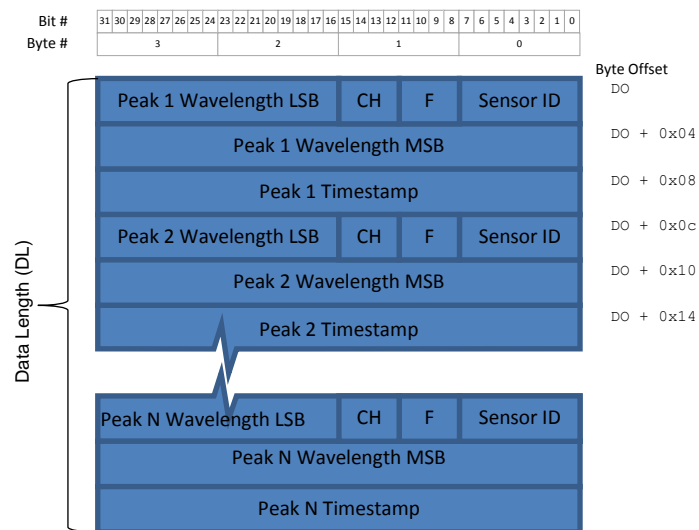 Bit # 31 30 29 28 27 26 25 24 23 22 21 20 19 18 17 16 15 14 13 12 11 10 9 8 7 6 5 4 3 2 1 0
Byte # 3 2 1 0
Byte Offset
Peak 1 Wavelength LSB CH F Sensor ID DO
Peak 1 Wavelength MSB DO + 0x04
Peak 1 Timestamp DO + 0x08
Peak 2 Wavelength LSB CH F Sensor ID DO + 0x0c
Peak 2 Wavelength MSB DO + 0x10
Peak 2 Timestamp DO + 0x14
Data Length (DL)
Peak N Wavelength LSB CH F Sensor ID
Peak N Wavelength MSB
Peak N Timestamp